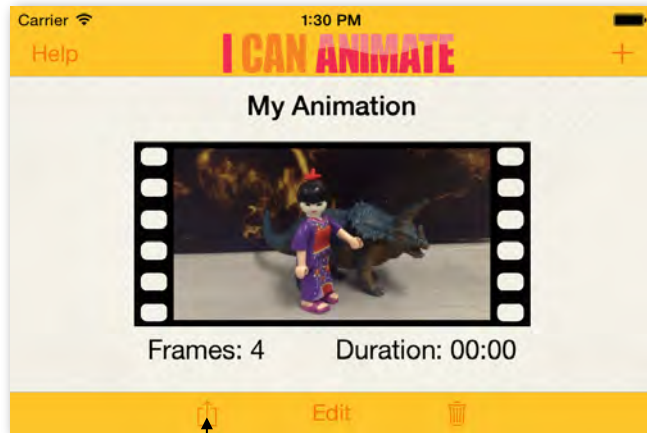 Carrier 1:30 PM
Help I CAN ANIMATE +
My Animation
Frames: 4 Duration: 00:00
Edit